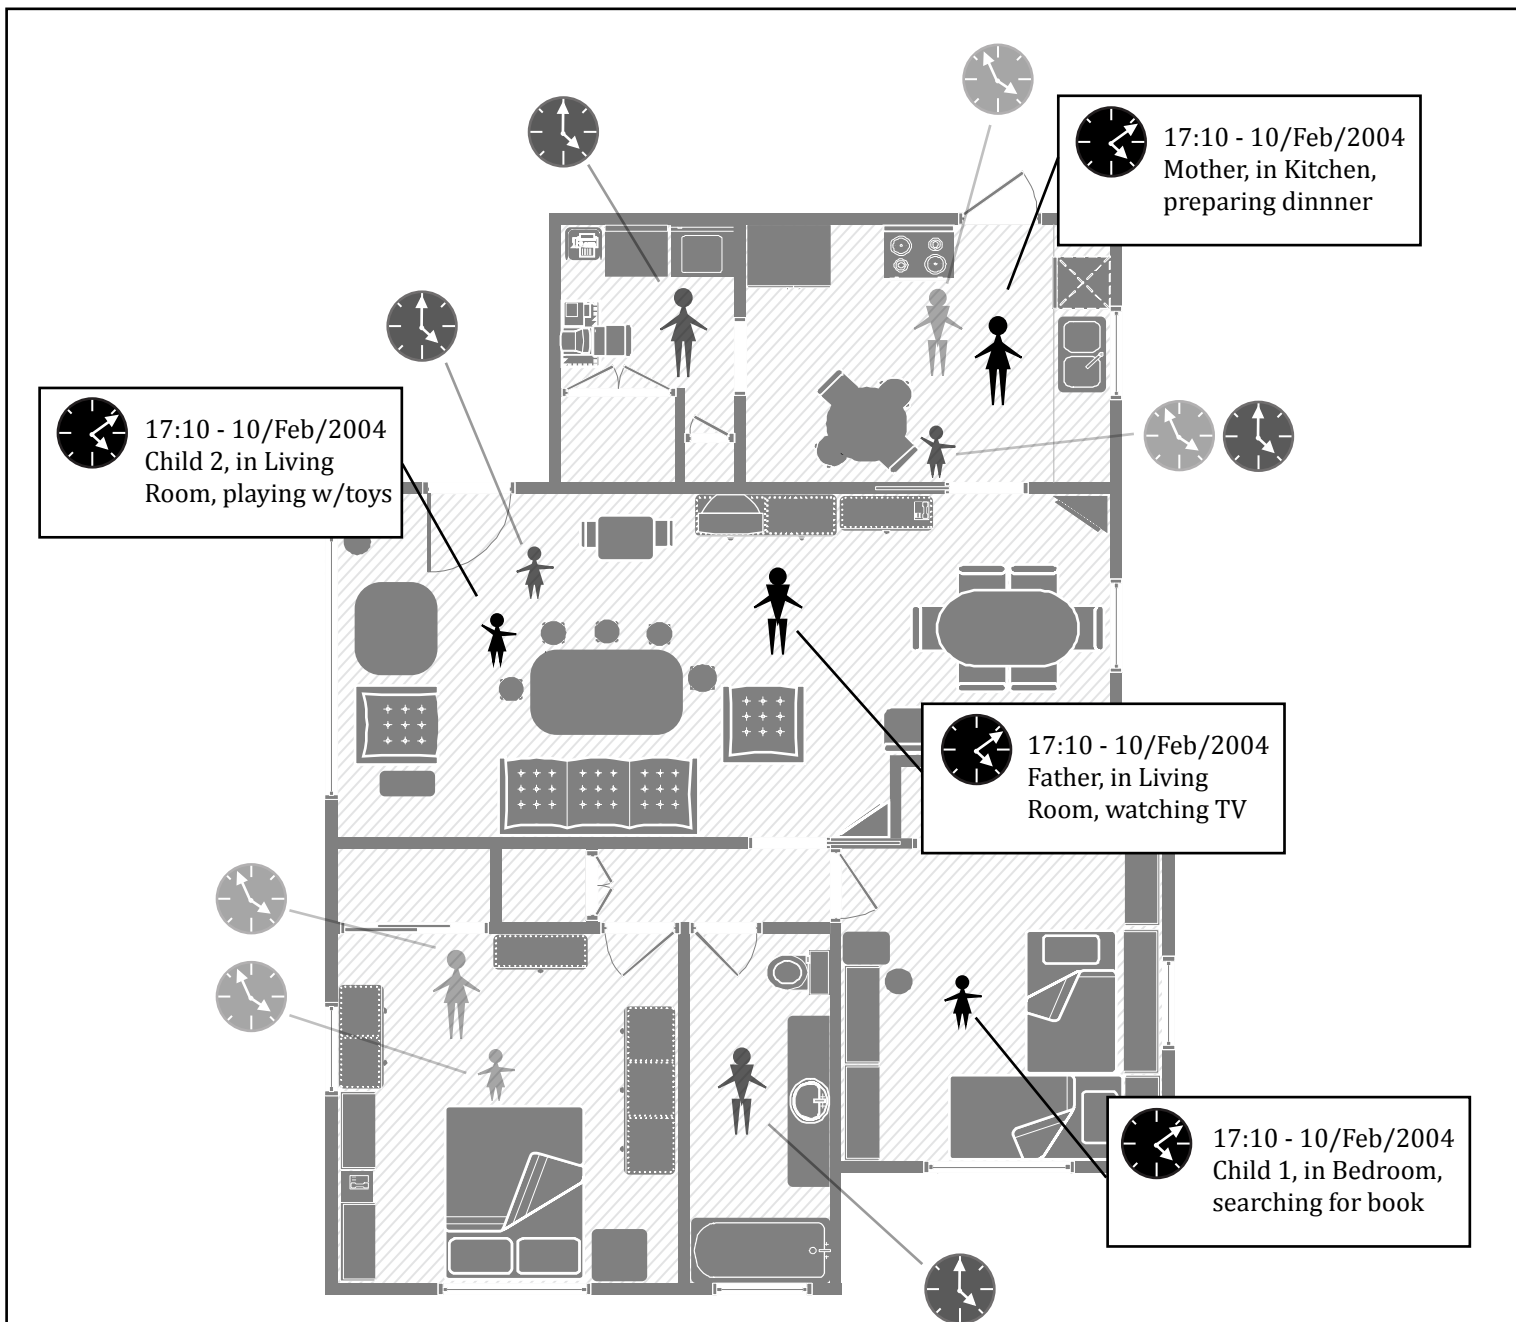 17:10 - 10/Feb/2004
Mother, in Kitchen,
preparing dinnner
17:10 - 10/Feb/2004
Child 2, in Living
Room, playing w/toys
17:10 - 10/Feb/2004
Father, in Living
Room, watching TV
17:10 - 10/Feb/2004
Child 1, in Bedroom,
searching for book